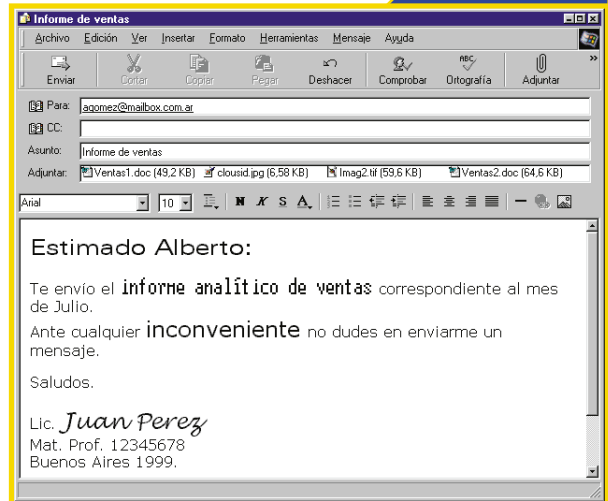 Informe de ventas
Archivo Edición Ver Insertar Formato Herramientas Mensaje Ayuda
Enviar Cortar Copiar Pegar Deshacer Comprobar Ortografía Adjuntar »
Para: agomez@mailbox.com.ar
CC:
Asunto: Informe de ventas
Adjuntar: Ventas1.doc (49,2 KB) clousid.jpg (6,58 KB) Imag2.tif (59,6 KB) Ventas2.doc (64,6 KB)
Arial 10 N K S A
Estimado Alberto:
Te envío el informe analítico de ventas correspondiente al mes
de Julio.
Ante cualquier inconveniente no dudes en enviarme un
mensaje.
Saludos.
Lic. Juan Perez
Mat. Prof. 12345678
Buenos Aires 1999.